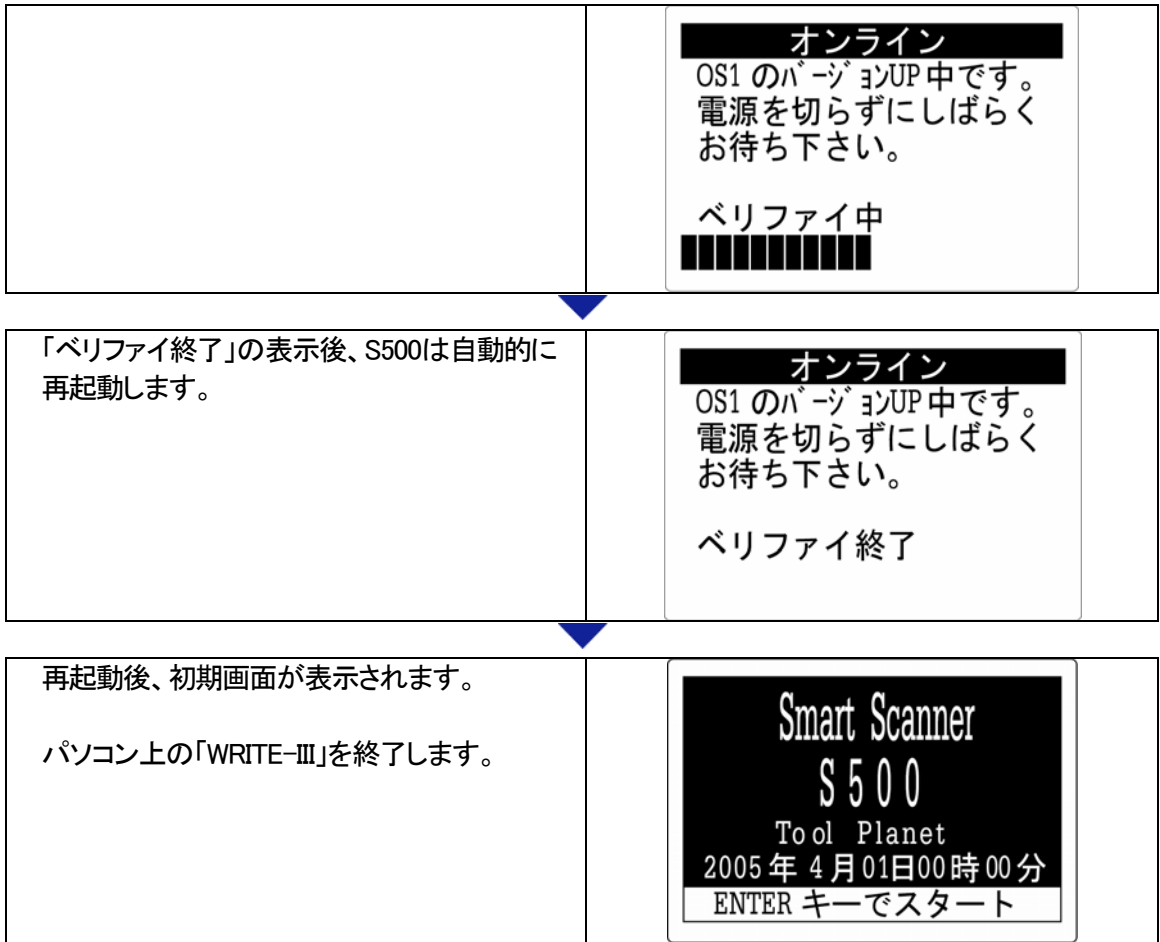 オンライン
OS1 のﾊﾞｰｼﾞｮﾝUP中です。
電源を切らずにしばらく
お待ち下さい。
ベリファイ中
「ベリファイ終了」の表示後、S500は自動的に
再起動します。
オンライン
OS1 のﾊﾞｰｼﾞｮﾝUP中です。
電源を切らずにしばらく
お待ち下さい。
ベリファイ終了
再起動後、初期画面が表示されます。
パソコン上の「WRITE-Ⅲ」を終了します。
Smart Scanner
S500
Tool Planet
2005年 4月01日00時00分
ENTER キーでスタート